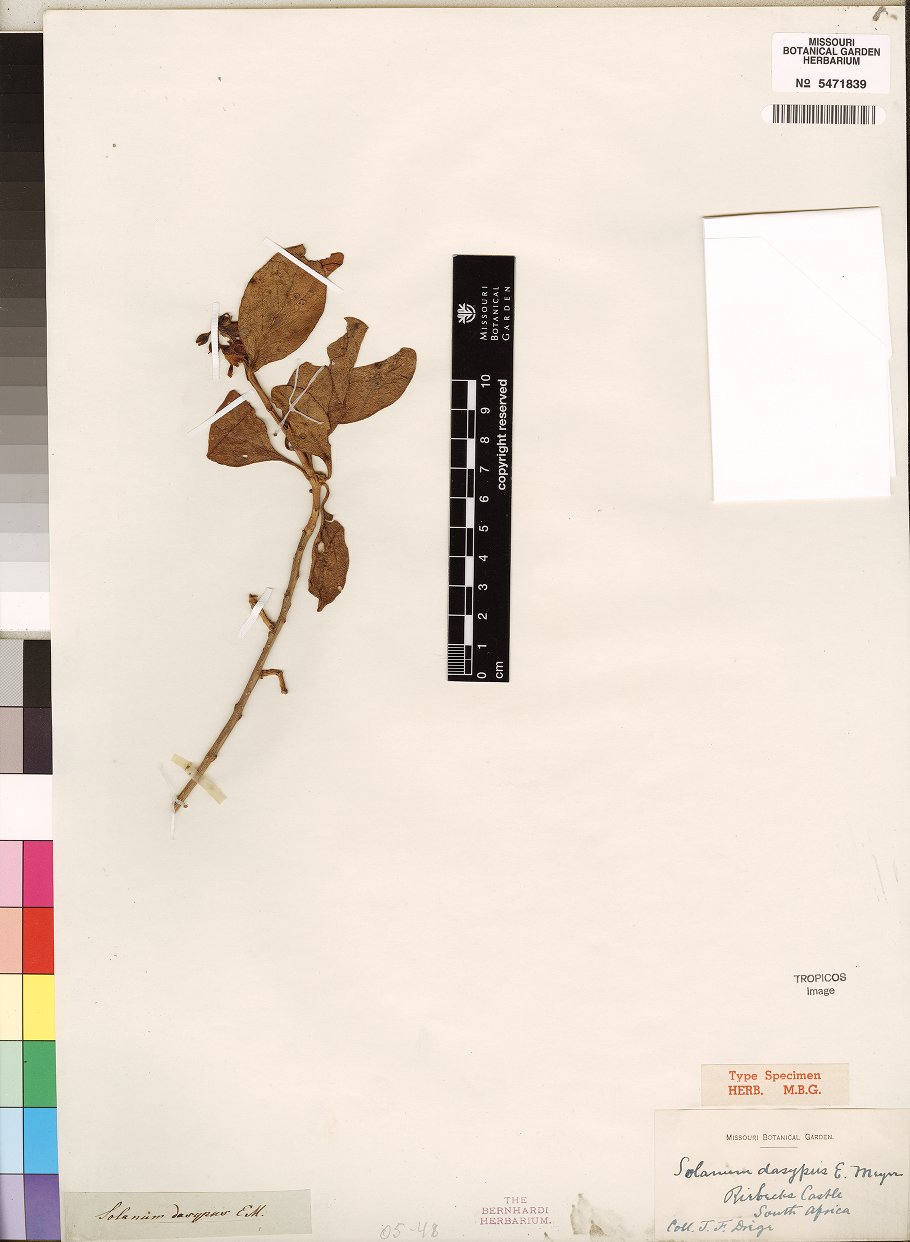 MISSOURI
BOTANICAL GARDEN
HERBARIUM
No 5471839
MISSOURI
BOTANICAL
GARDEN
copyright reserved
0 1 2 3 4 5 6 7 8 9 10
cm
TROPICOS
image
Type Specimen
HERB. M.B.G.
MISSOURI BOTANICAL GARDEN.
Solanum dasypus E. Meyer
Castle
South Africa
Coll. J. F. Drège
Solanum dasypus E.M.
05-48
THE
BERNHARDI
HERBARIUM.